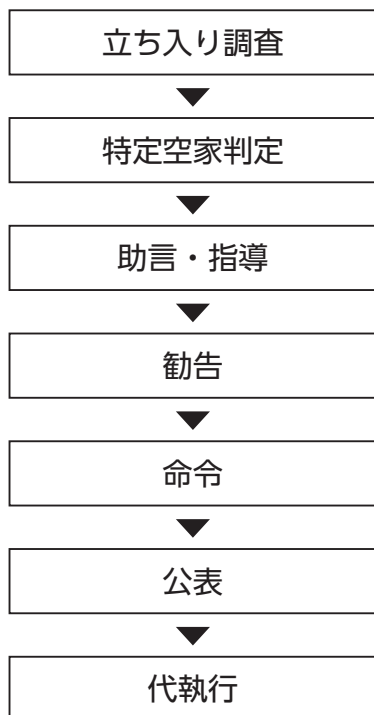 立ち入り調査
特定空家判定
助言・指導
勧告
命令
公表
代執行